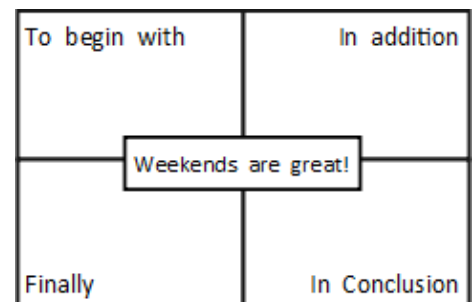 To begin with
In addition
Weekends are great!
Finally
In Conclusion